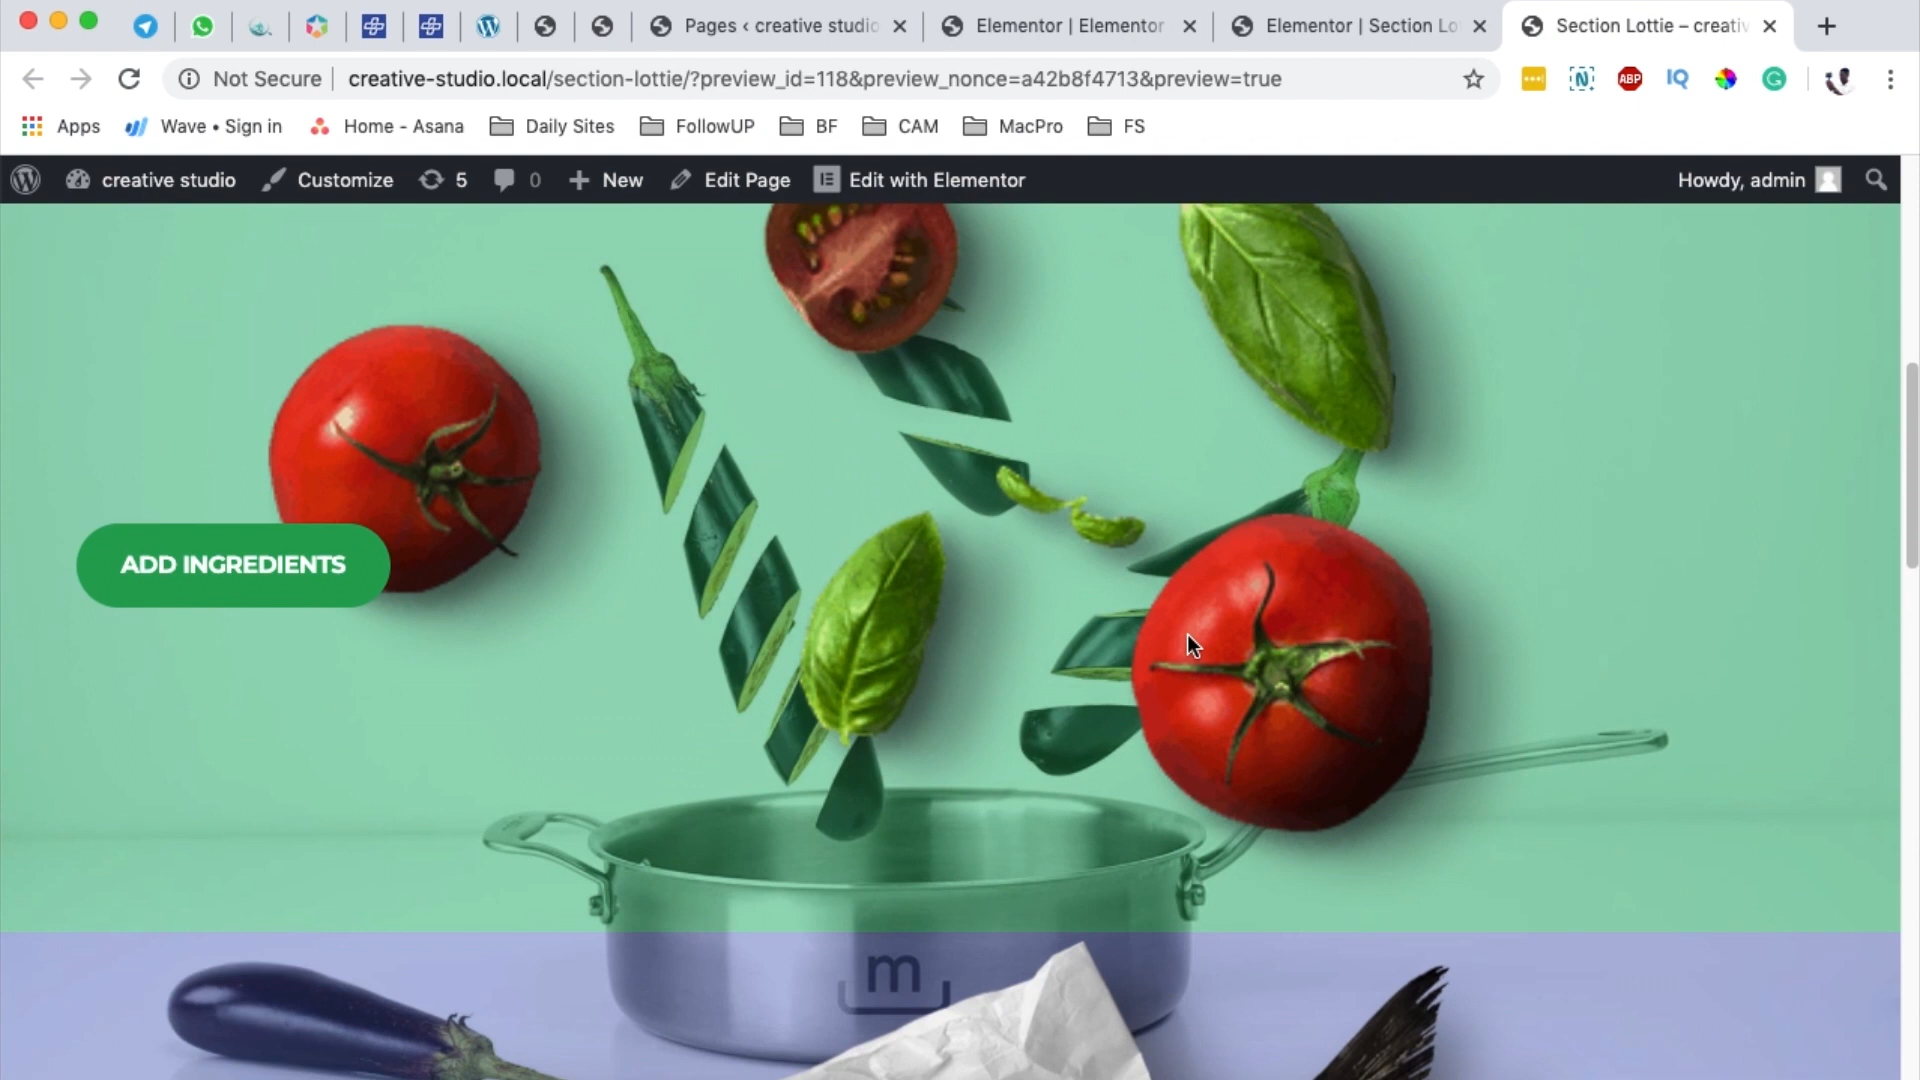 Pages ‹ creative studio
Elementor | Elementor
Elementor | Section Lo
Section Lottie – creativ
Not Secure
creative-studio.local/section-lottie/?preview_id=118&preview_nonce=a42b8f4713&preview=true
ABP
IQ
Apps
Wave • Sign in
Home - Asana
Daily Sites
FollowUP
BF
CAM
MacPro
FS
creative studio
Customize
5
0
New
Edit Page
Edit with Elementor
Howdy, admin
ADD INGREDIENTS
m